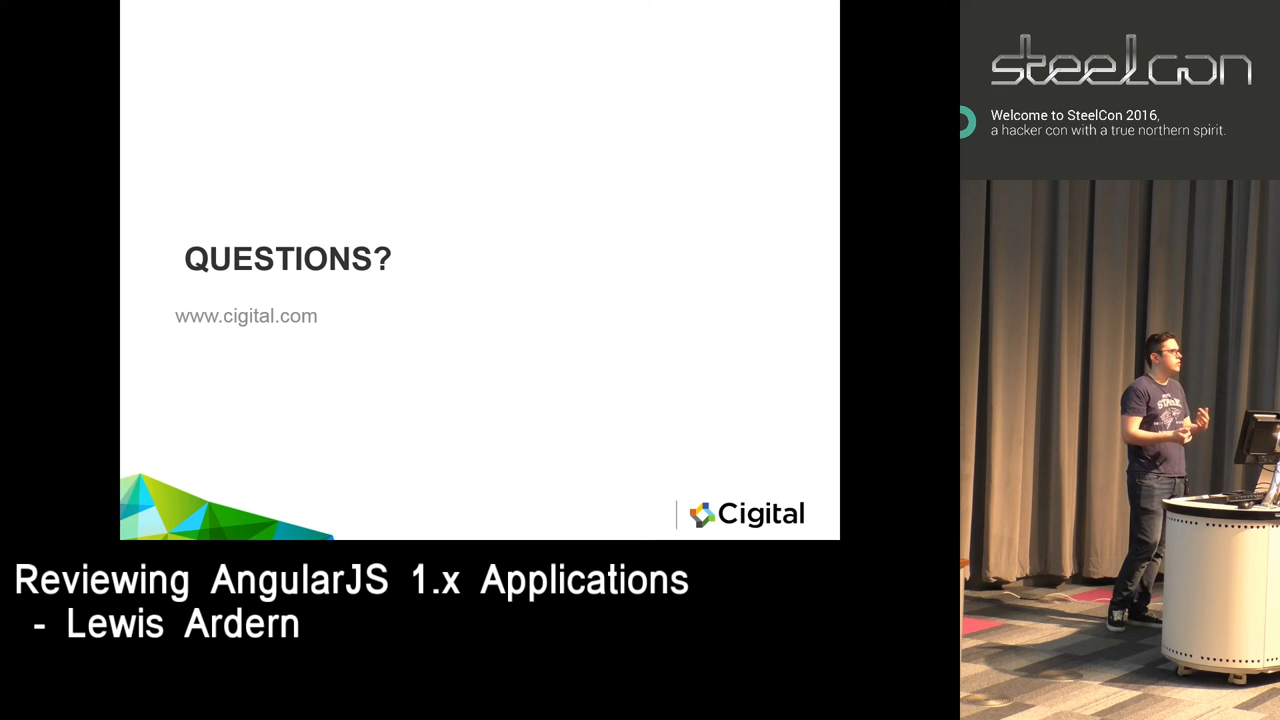 QUESTIONS?
www.cigital.com
Cigital
Reviewing AngularJS 1.x Applications
- Lewis Ardern
steelcon
Welcome to SteelCon 2016,
a hacker con with a true northern spirit.